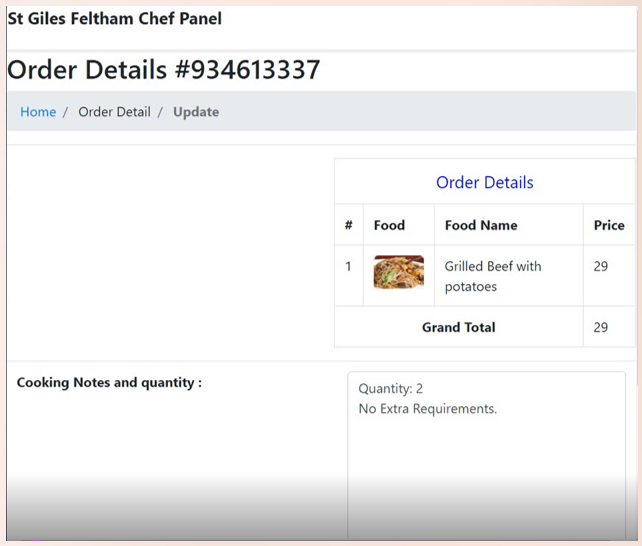 St Giles Feltham Chef Panel
Order Details #934613337
Home / Order Detail / Update
Order Details
# Food Food Name Price
1 Grilled Beef with potatoes 29
Grand Total 29
Cooking Notes and quantity :
Quantity: 2
No Extra Requirements.